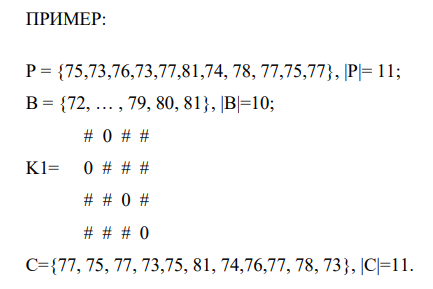 ПРИМЕР:
P = {75,73,76,73,77,81,74, 78, 77,75,77}, |P|= 11;
B = {72, … , 79, 80, 81}, |B|=10;
# 0 # #
K1= 0 # # #
# # 0 #
# # # 0
C={77, 75, 77, 73,75, 81, 74,76,77, 78, 73}, |C|=11.